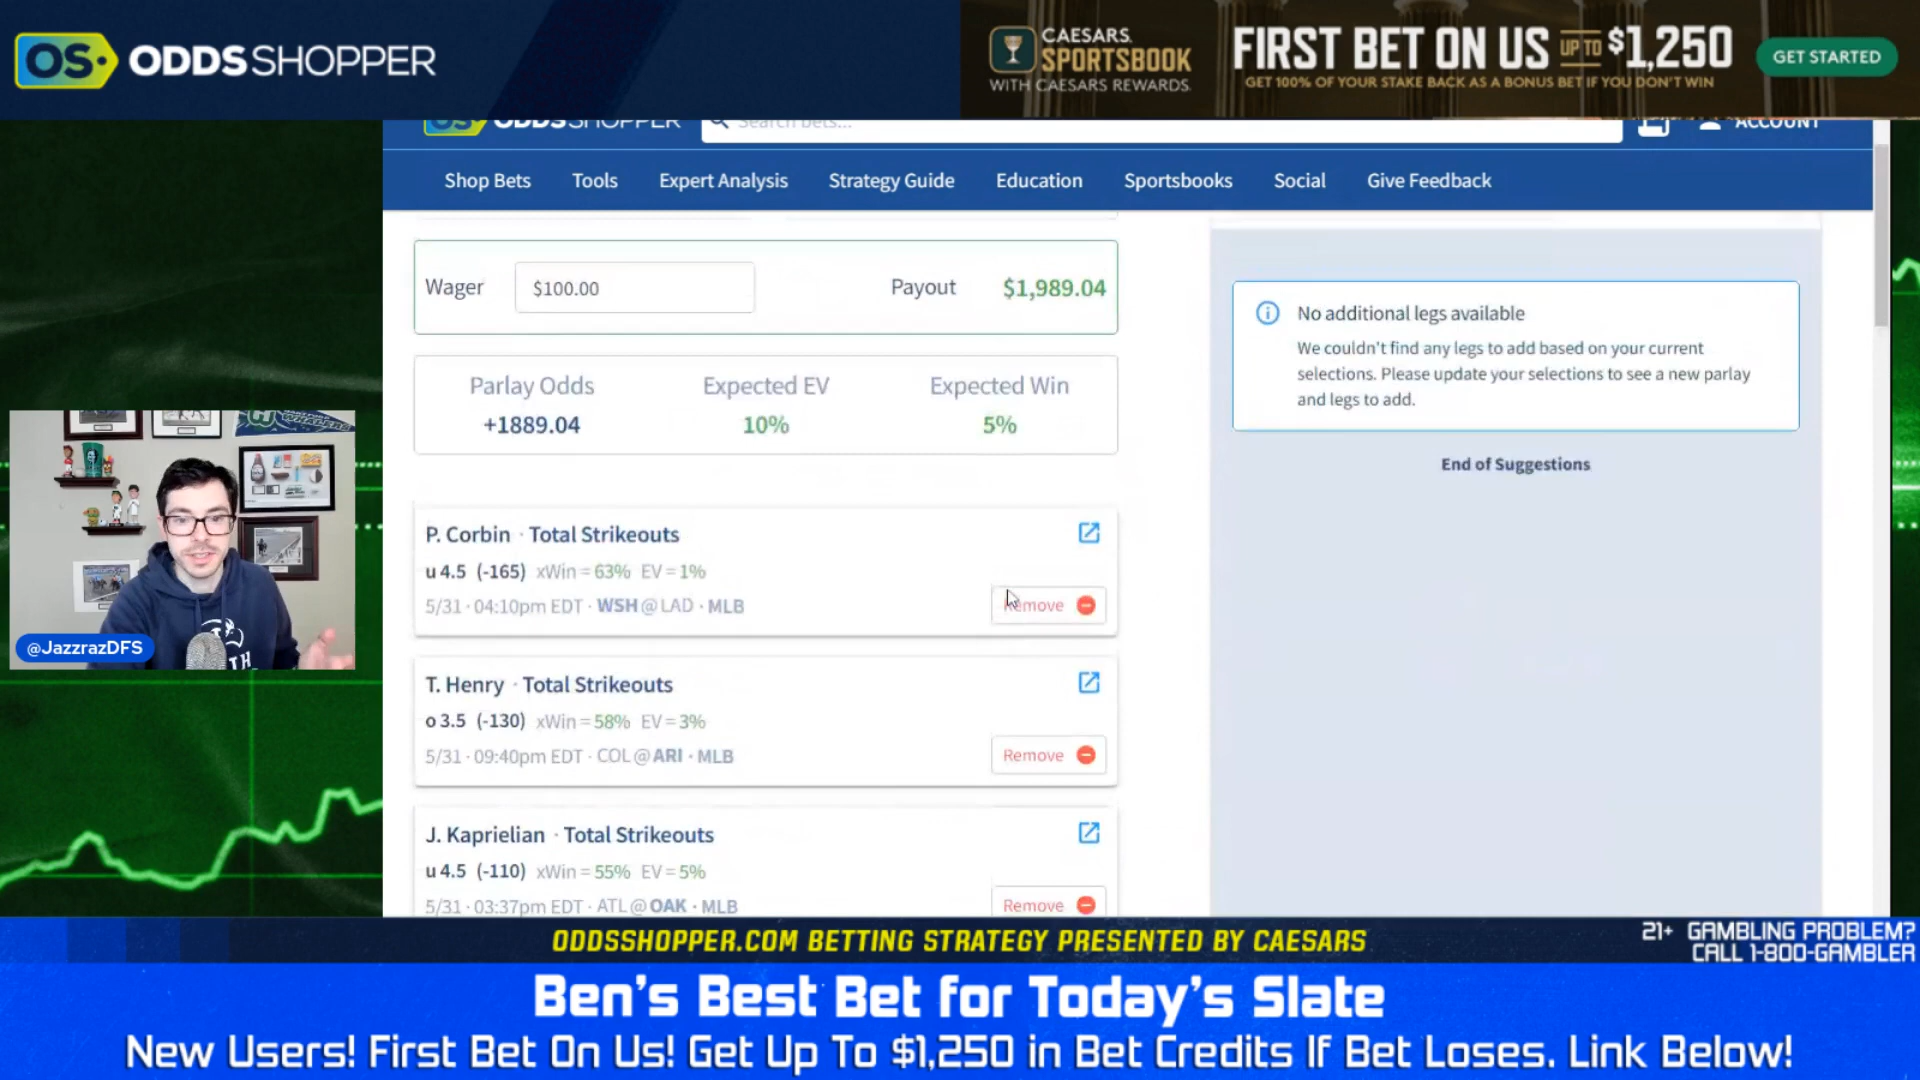 OS ODDSSHOPPER
CAESARS
SPORTSBOOK
WITH CAESARS REWARDS.
FIRST BET ON US UP TO $1,250
GET 100% OF YOUR STAKE BACK AS A BONUS BET IF YOU DON'T WIN
GET STARTED
OS ODDSSHOPPER
Search bets...
ACCOUNT
Shop Bets Tools Expert Analysis Strategy Guide Education Sportsbooks Social Give Feedback
Wager $100.00 Payout $1,989.04
Parlay Odds Expected EV Expected Win
+1889.04 10% 5%
P. Corbin · Total Strikeouts
u 4.5 (-165) xWin = 63% EV = 1%
5/31 · 04:10pm EDT · WSH @ LAD · MLB
Remove
T. Henry · Total Strikeouts
o 3.5 (-130) xWin = 58% EV = 3%
5/31 · 09:40pm EDT · COL @ ARI · MLB
Remove
J. Kaprielian · Total Strikeouts
u 4.5 (-110) xWin = 55% EV = 5%
5/31 · 03:37pm EDT · ATL @ OAK · MLB
Remove
No additional legs available
We couldn't find any legs to add based on your current
selections. Please update your selections to see a new parlay
and legs to add.
End of Suggestions
@JazzrazDFS
ODDSSHOPPER.COM BETTING STRATEGY PRESENTED BY CAESARS
21+ GAMBLING PROBLEM?
CALL 1-800-GAMBLER
Ben's Best Bet for Today's Slate
New Users! First Bet On Us! Get Up To $1,250 in Bet Credits If Bet Loses. Link Below!